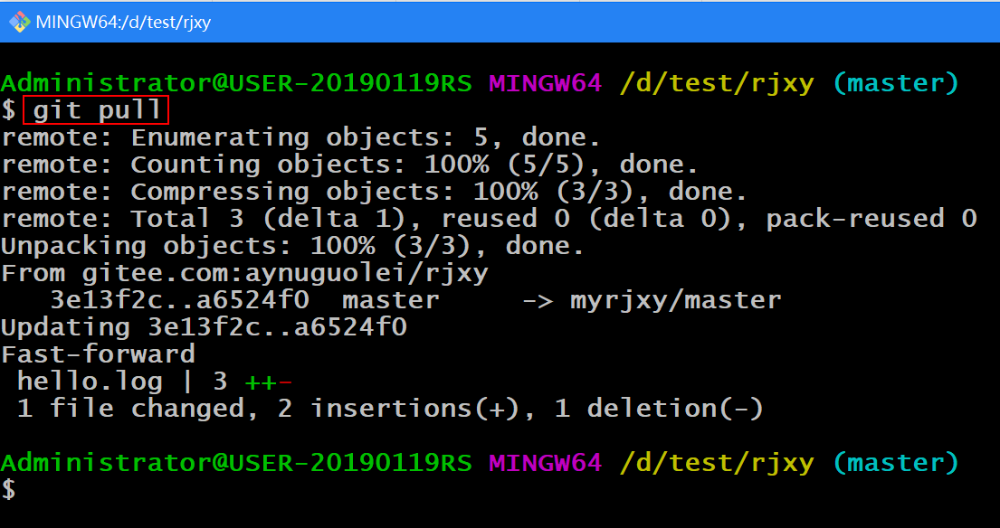 MINGW64:/d/test/rjxy
Administrator@USER-20190119RS MINGW64 /d/test/rjxy (master)
$ git pull
remote: Enumerating objects: 5, done.
remote: Counting objects: 100% (5/5), done.
remote: Compressing objects: 100% (3/3), done.
remote: Total 3 (delta 1), reused 0 (delta 0), pack-reused 0
Unpacking objects: 100% (3/3), done.
From gitee.com:aynuguolei/rjxy
   3e13f2c..a6524f0  master     -> myrjxy/master
Updating 3e13f2c..a6524f0
Fast-forward
 hello.log | 3 ++-
 1 file changed, 2 insertions(+), 1 deletion(-)
Administrator@USER-20190119RS MINGW64 /d/test/rjxy (master)
$